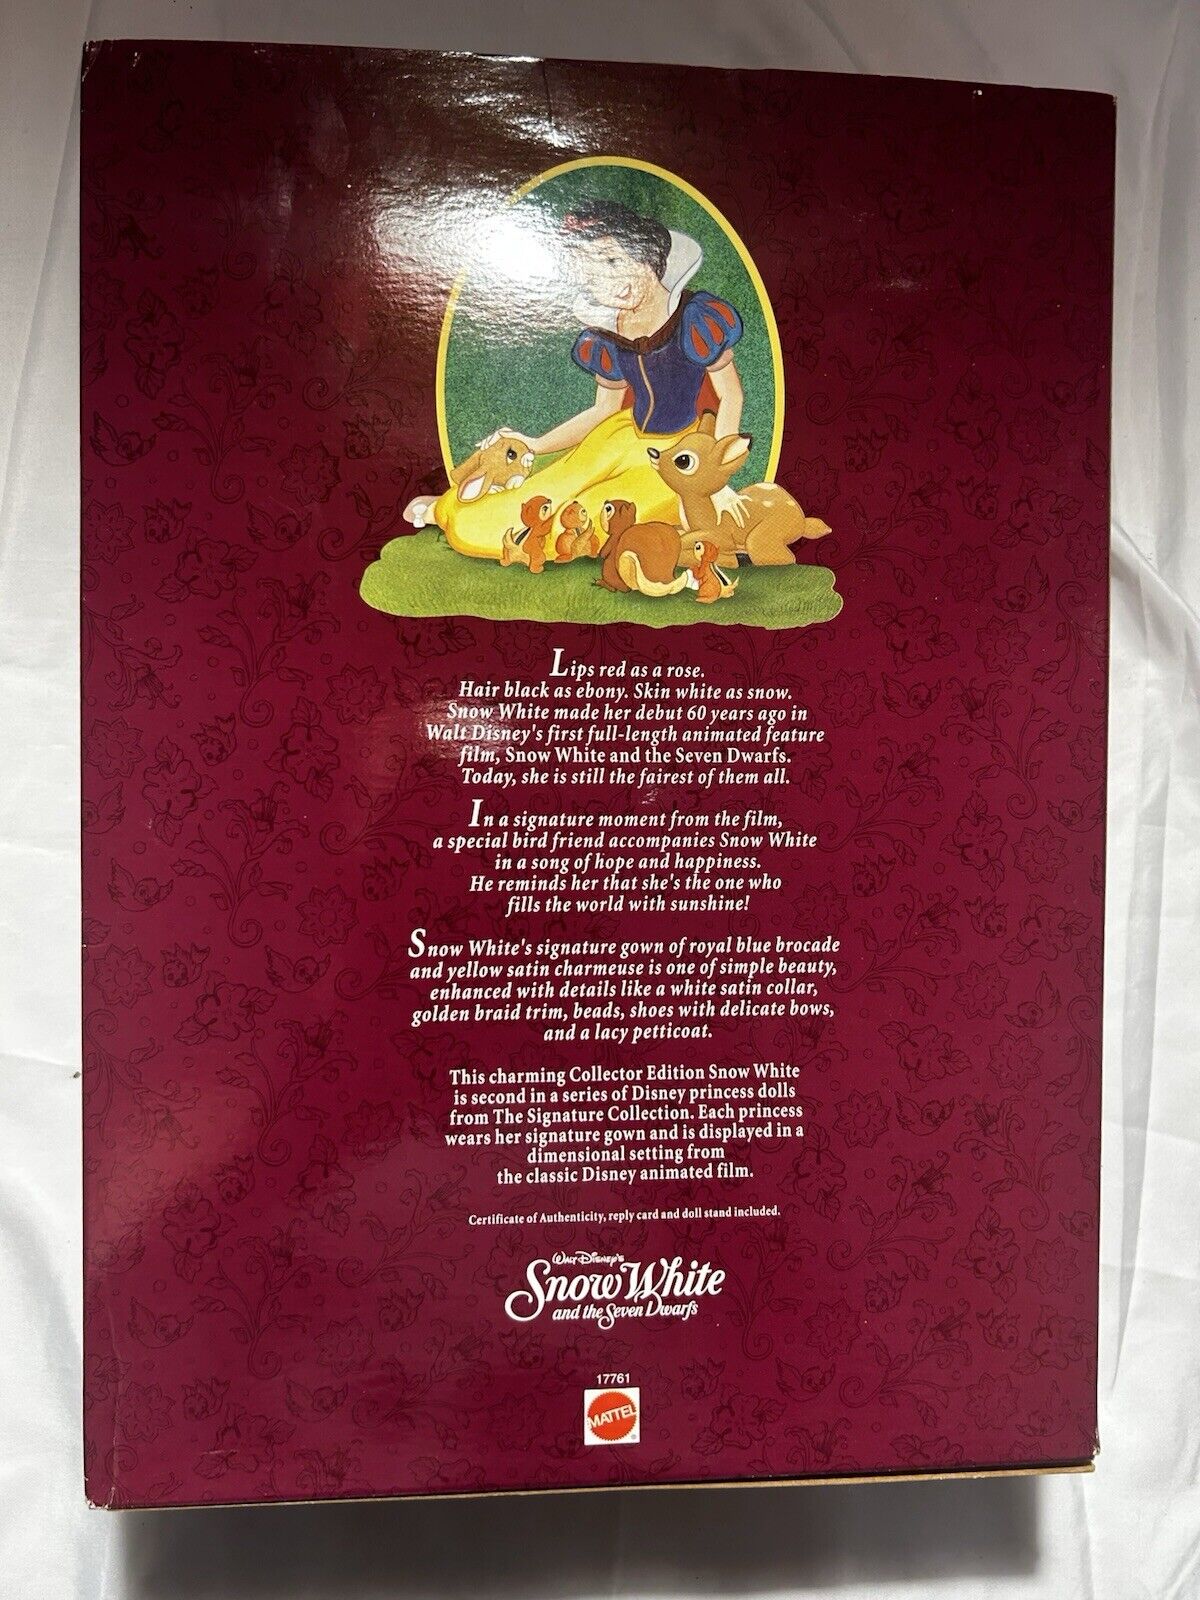 Lips red as a rose.
Hair black as ebony. Skin white as snow.
Snow White made her debut 60 years ago in
Walt Disney's first full-length animated feature
film, Snow White and the Seven Dwarfs.
Today, she is still the fairest of them all.
In a signature moment from the film,
a special bird friend accompanies Snow White
in a song of hope and happiness.
He reminds her that she's the one who
fills the world with sunshine!
Snow White's signature gown of royal blue brocade
and yellow satin charmeuse is one of simple beauty,
enhanced with details like a white satin collar,
golden braid trim, beads, shoes with delicate bows,
and a lacy petticoat.
This charming Collector Edition Snow White
is second in a series of Disney princess dolls
from The Signature Collection. Each princess
wears her signature gown and is displayed in a
dimensional setting from
the classic Disney animated film.
Certificate of Authenticity, reply card and doll stand included.
Walt Disney's
Snow White
and the Seven Dwarfs
17761
MATTEL
®